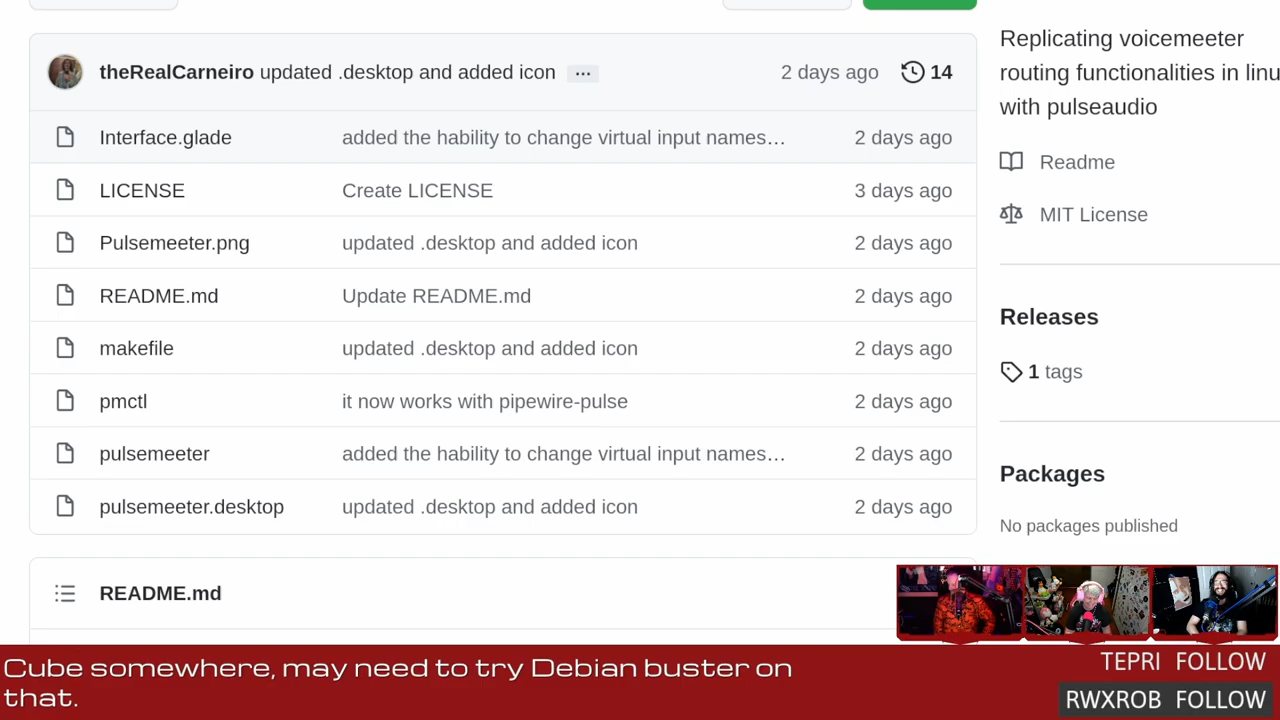 theRealCarneiro updated .desktop and added icon ... 2 days ago 14
Interface.glade added the hability to change virtual input names… 2 days ago
LICENSE Create LICENSE 3 days ago
Pulsemeeter.png updated .desktop and added icon 2 days ago
README.md Update README.md 2 days ago
makefile updated .desktop and added icon 2 days ago
pmctl it now works with pipewire-pulse 2 days ago
pulsemeeter added the hability to change virtual input names… 2 days ago
pulsemeeter.desktop updated .desktop and added icon 2 days ago
README.md
Replicating voicemeeter
routing functionalities in linu
with pulseaudio
Readme
MIT License
Releases
1 tags
Packages
No packages published
Cube somewhere, may need to try Debian buster on
that.
TEPRI FOLLOW
RWXROB FOLLOW